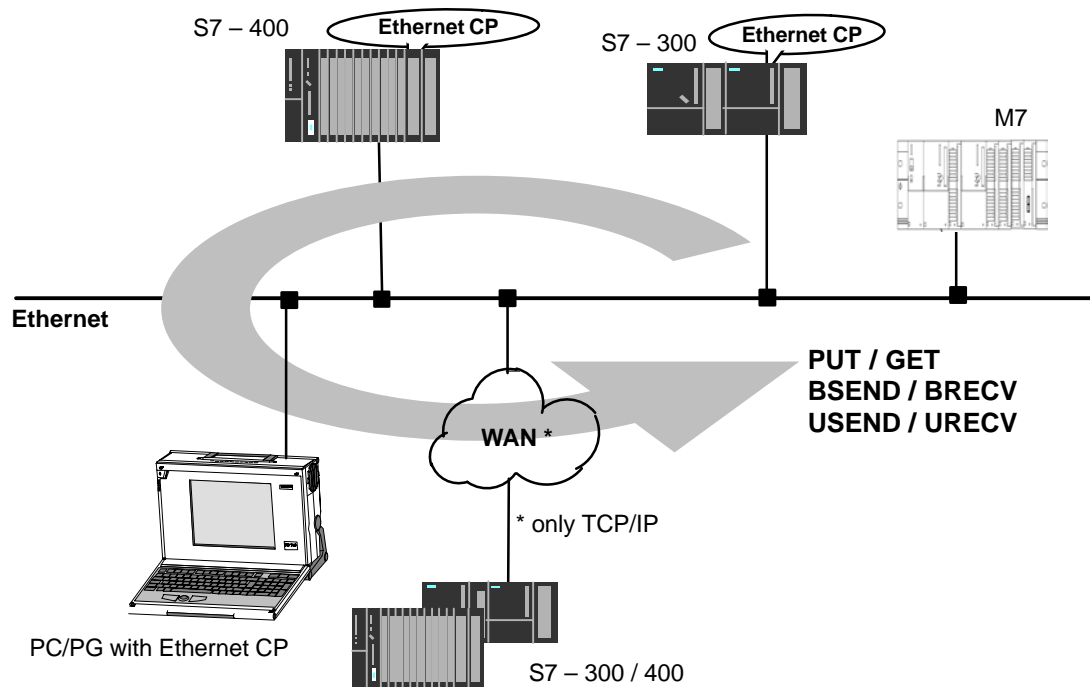 S7 – 400
Ethernet CP
S7 – 300
Ethernet CP
M7
Ethernet
PUT / GET
BSEND / BRECV
USEND / URECV
WAN *
* only TCP/IP
PC/PG with Ethernet CP
S7 – 300 / 400